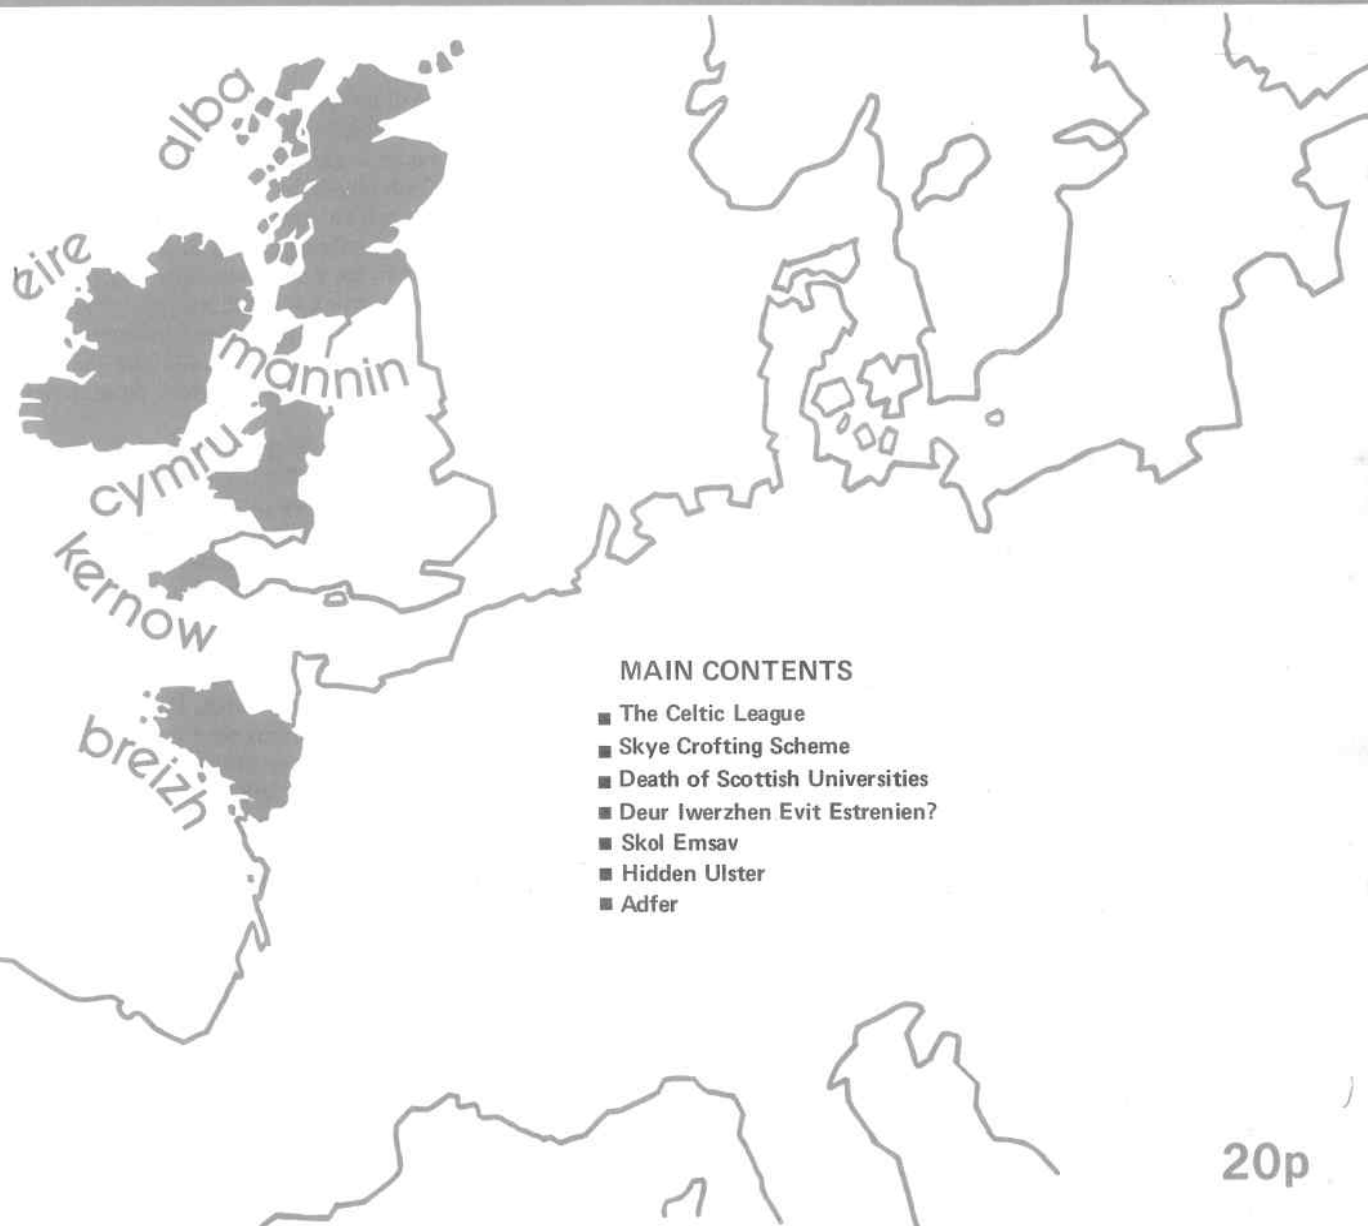 alba
eire
mannin
cymru
kernow
breizh
MAIN CONTENTS
■ The Celtic League
■ Skye Crofting Scheme
■ Death of Scottish Universities
■ Deur Iwerzhen Evit Estrenien?
■ Skol Emsav
■ Hidden Ulster
■ Adfer
20p